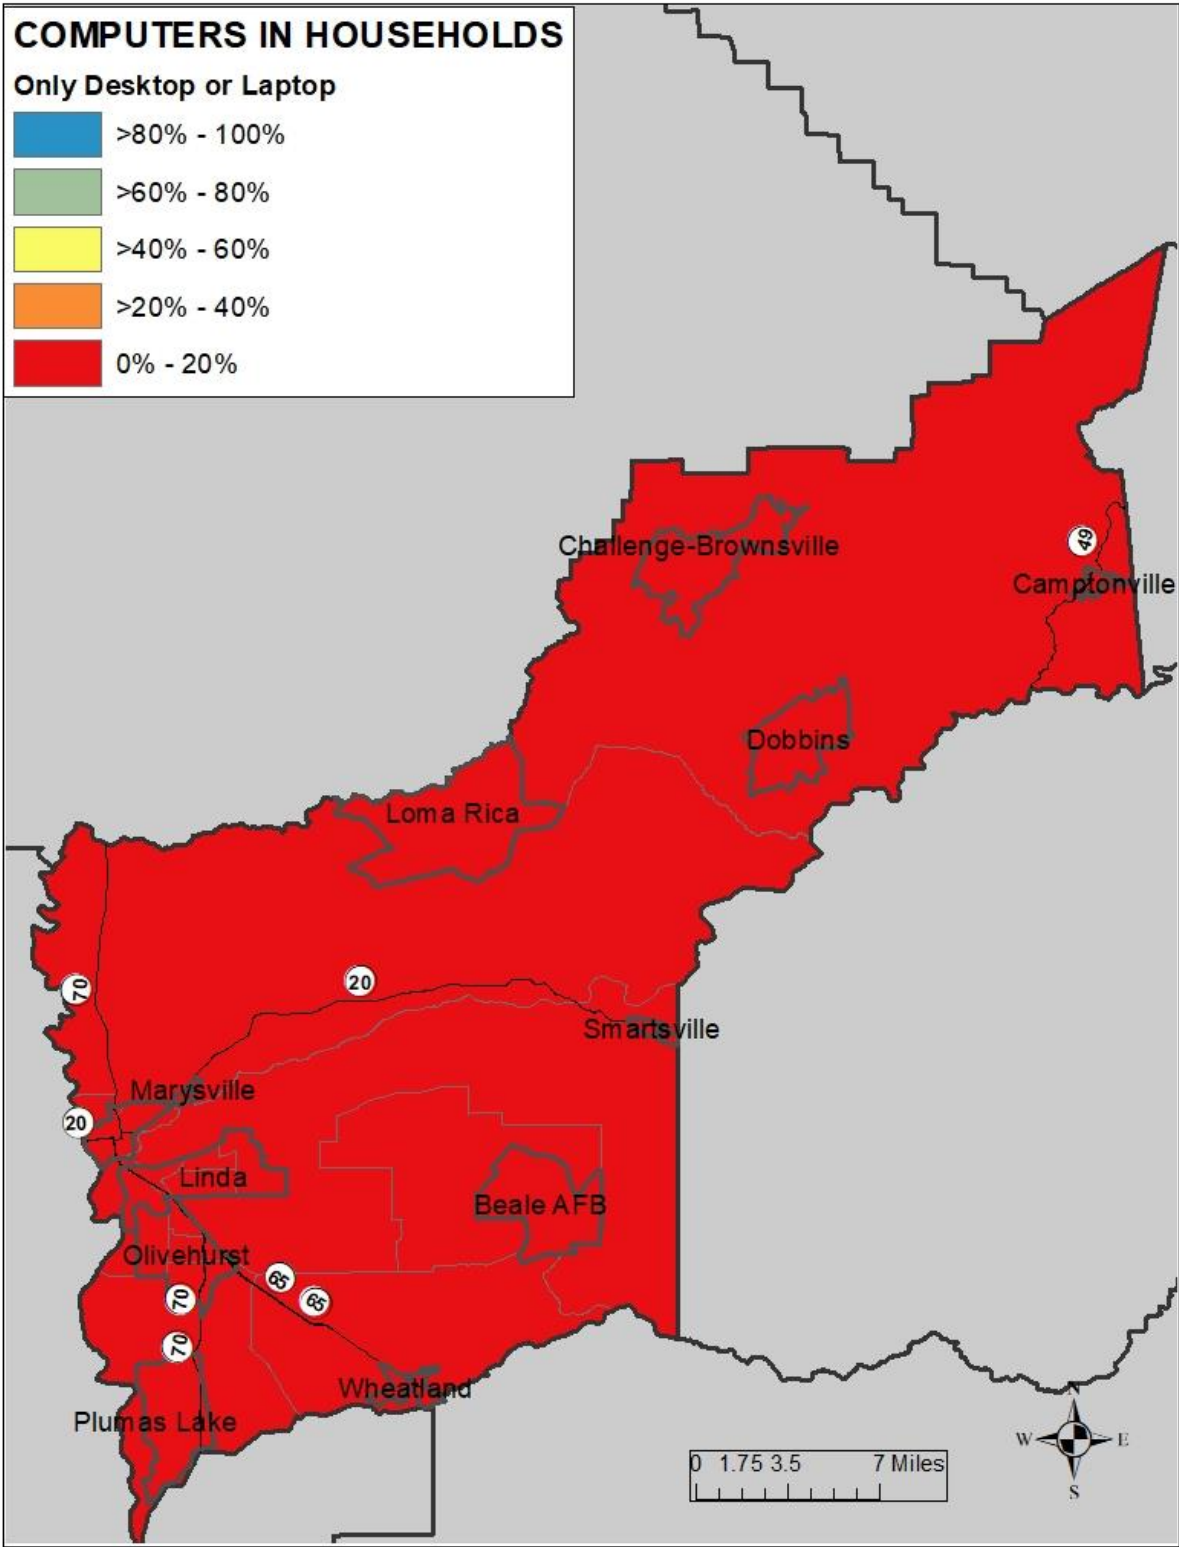 COMPUTERS IN HOUSEHOLDS
Only Desktop or Laptop
>80% - 100%
>60% - 80%
>40% - 60%
>20% - 40%
0% - 20%
Challenge-Brownsville
49
Camptonville
Dobbins
Loma Rica
70
20
Smartsville
Marysville
20
Linda
Beale AFB
Olivehurst
65
65
70
70
Wheatland
Plumas Lake
N
W E
S
0 1.75 3.5 7 Miles